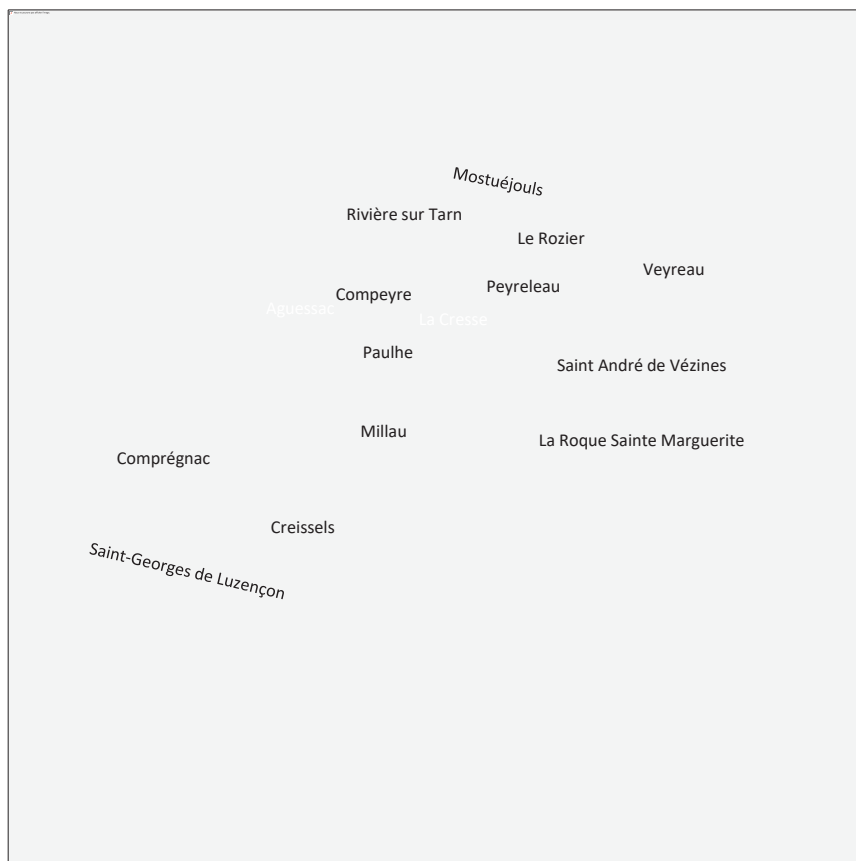 Mostuéjouls
Rivière sur Tarn
Le Rozier
Veyreau
Peyreleau
Compeyre
Aguessac
La Cresse
Paulhe
Saint André de Vézines
Millau
La Roque Sainte Marguerite
Comprégnac
Creissels
Saint-Georges de Luzençon